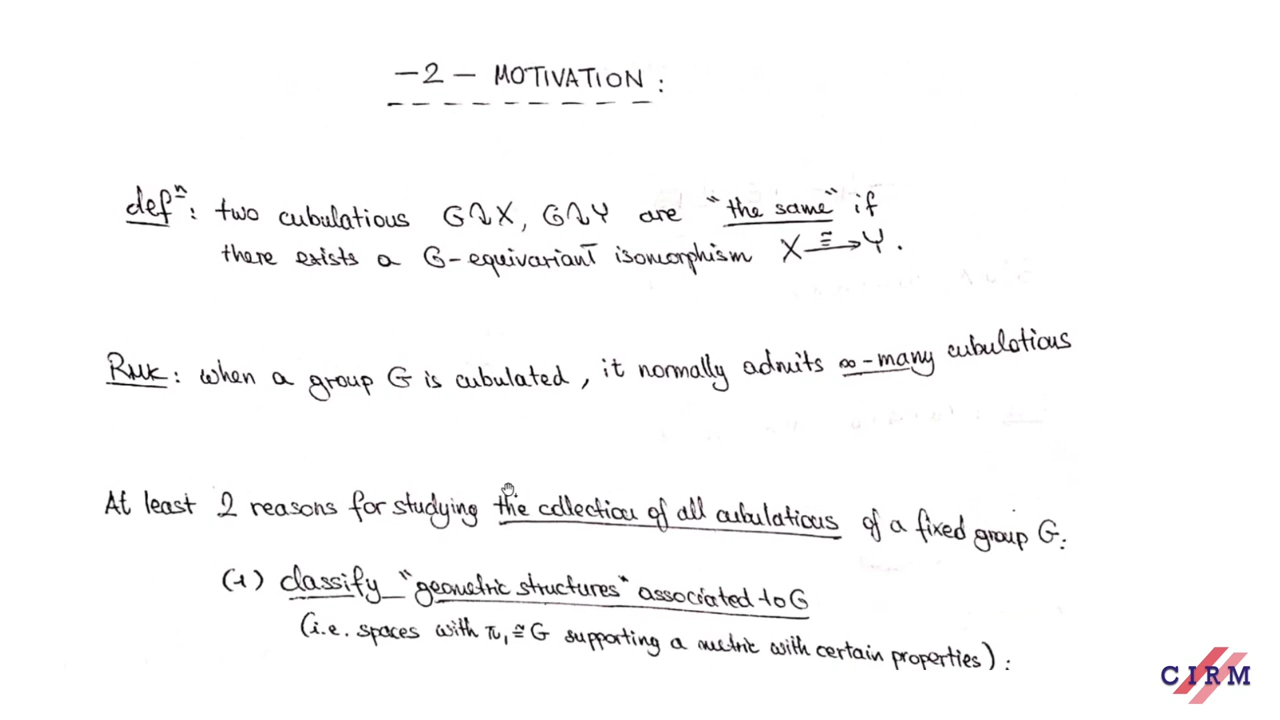 -2- MOTIVATION:
defⁿ: two cubulations G↷X, G↷Y are "the same" if
there exists a G-equivariant isomorphism X ≅→ Y.
Rmk: when a group G is cubulated, it normally admits ∞-many cubulations
At least 2 reasons for studying the collection of all cubulations of a fixed group G:
(1) classify "geometric structures" associated to G
(i.e. spaces with π₁≅G supporting a metric with certain properties):
CIRM